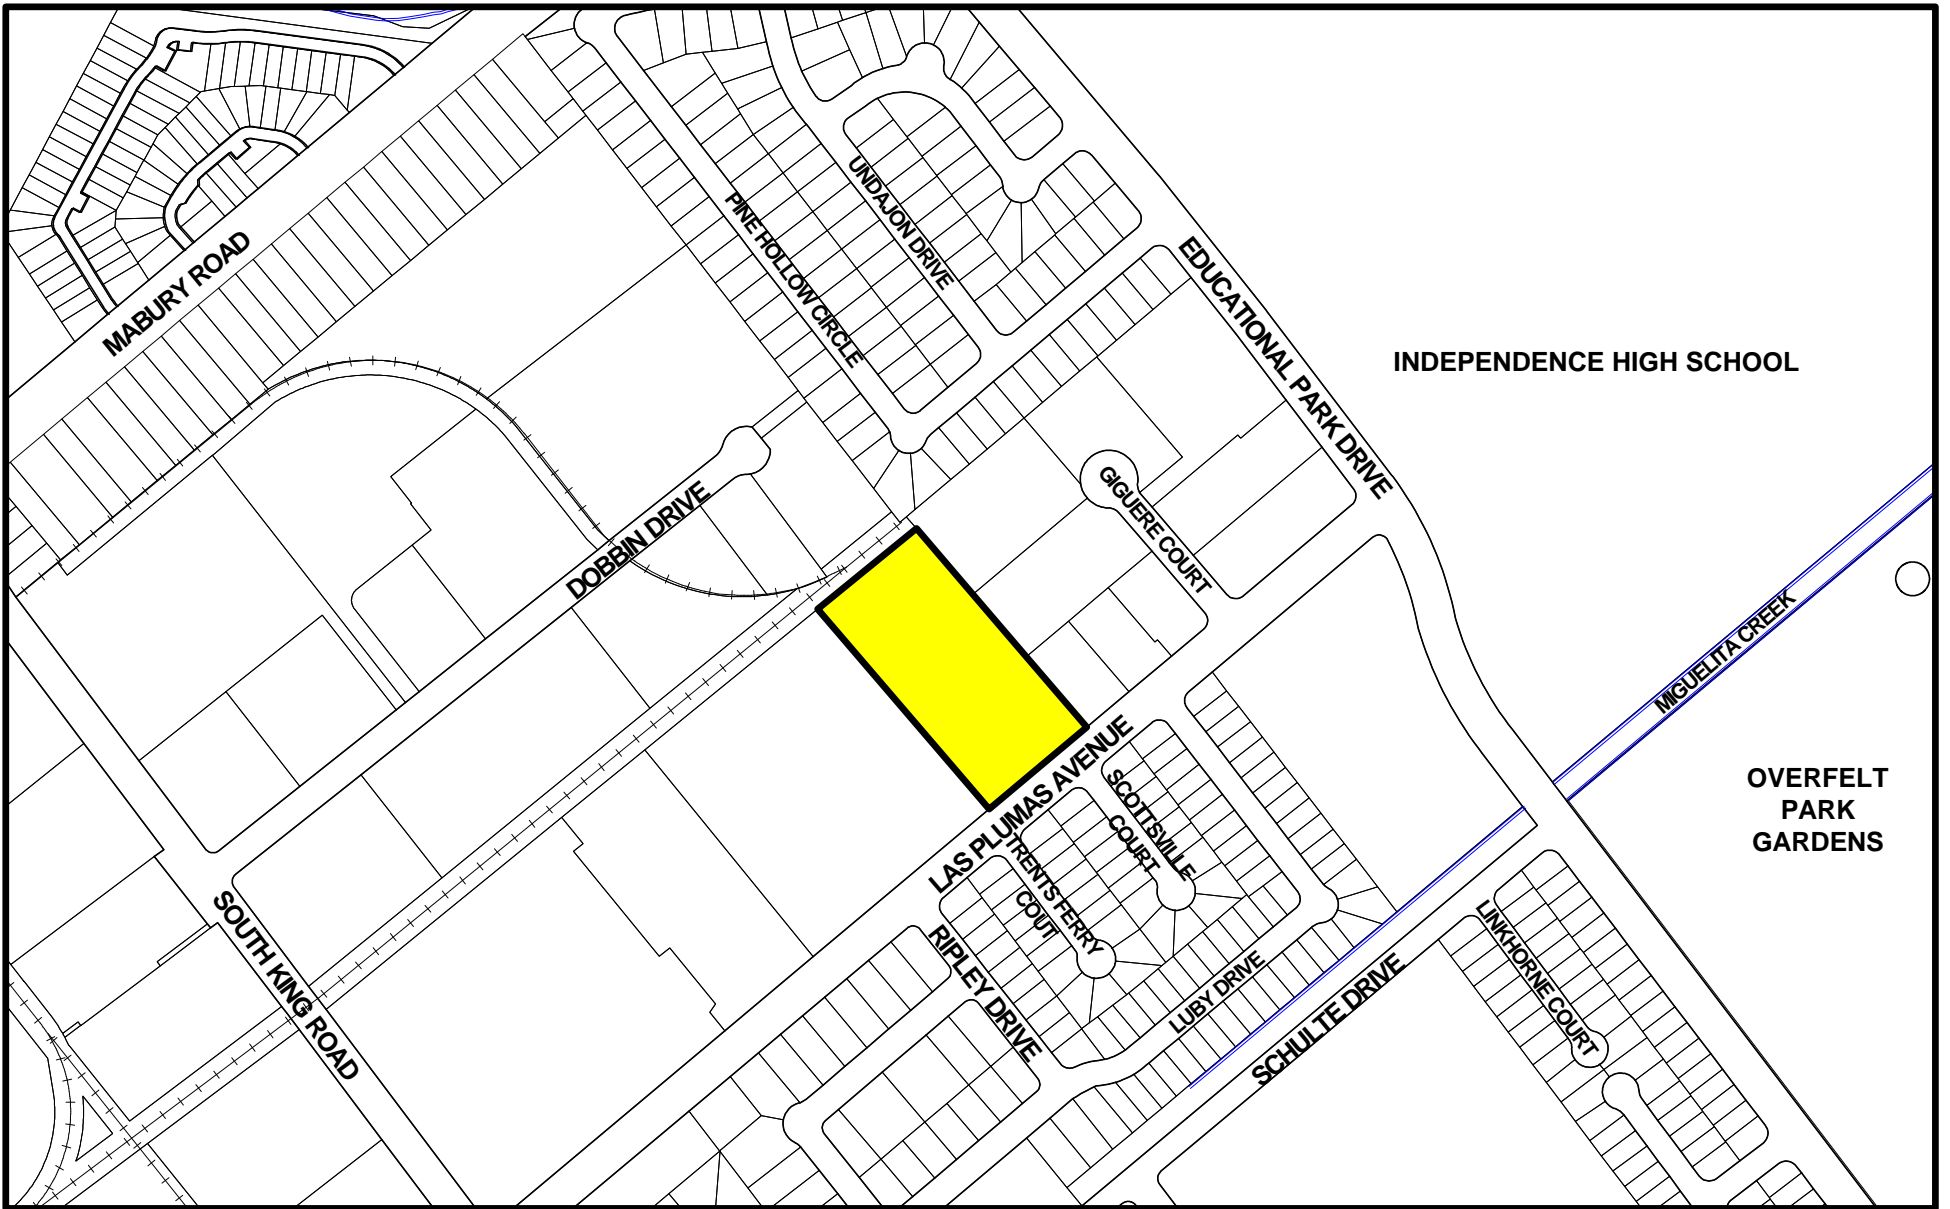 MABURY ROAD
PINE HOLLOW CIRCLE
UNDAJON DRIVE
EDUCATIONAL PARK DRIVE
INDEPENDENCE HIGH SCHOOL
DOBBIN DRIVE
GIGUERE COURT
MIGUELITA CREEK
OVERFELT
PARK
GARDENS
LAS PLUMAS AVENUE
SCOTTSVILLE
COURT
TRENTS FERRY
COUT
SOUTH KING ROAD
RIPLEY DRIVE
LUBY DRIVE
SCHULTE DRIVE
LINKHORNE COURT